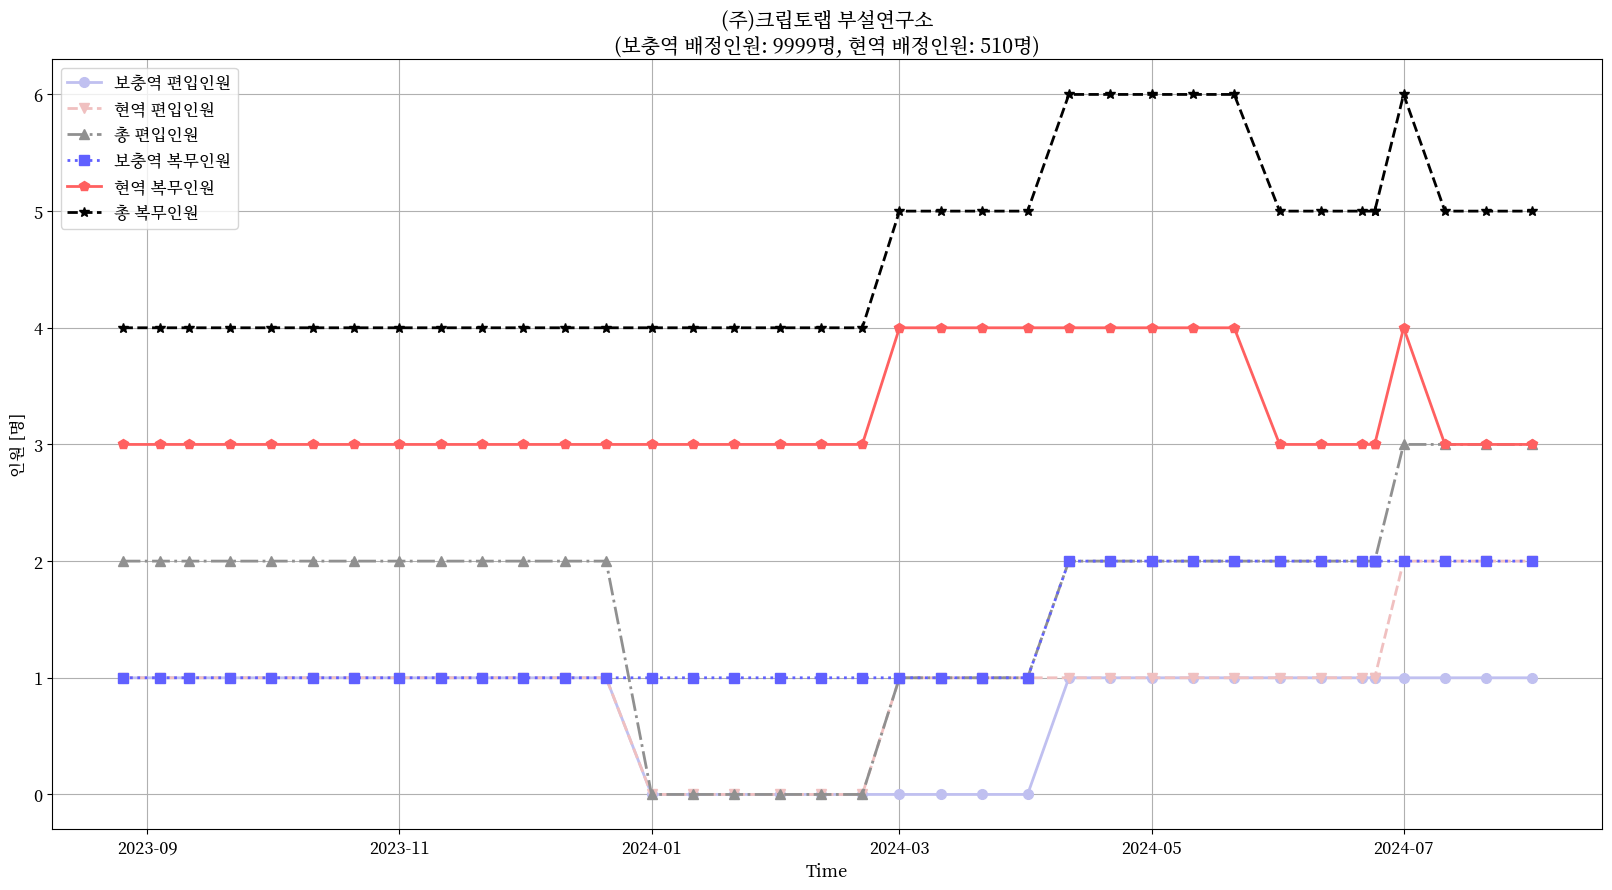 (주)크립토랩 부설연구소
(보충역 배정인원: 9999명, 현역 배정인원: 510명)
보충역 편입인원
현역 편입인원
총 편입인원
보충역 복무인원
현역 복무인원
총 복무인원
인원 [명]
6
5
4
3
2
1
0
2023-09
2023-11
2024-01
2024-03
2024-05
2024-07
Time